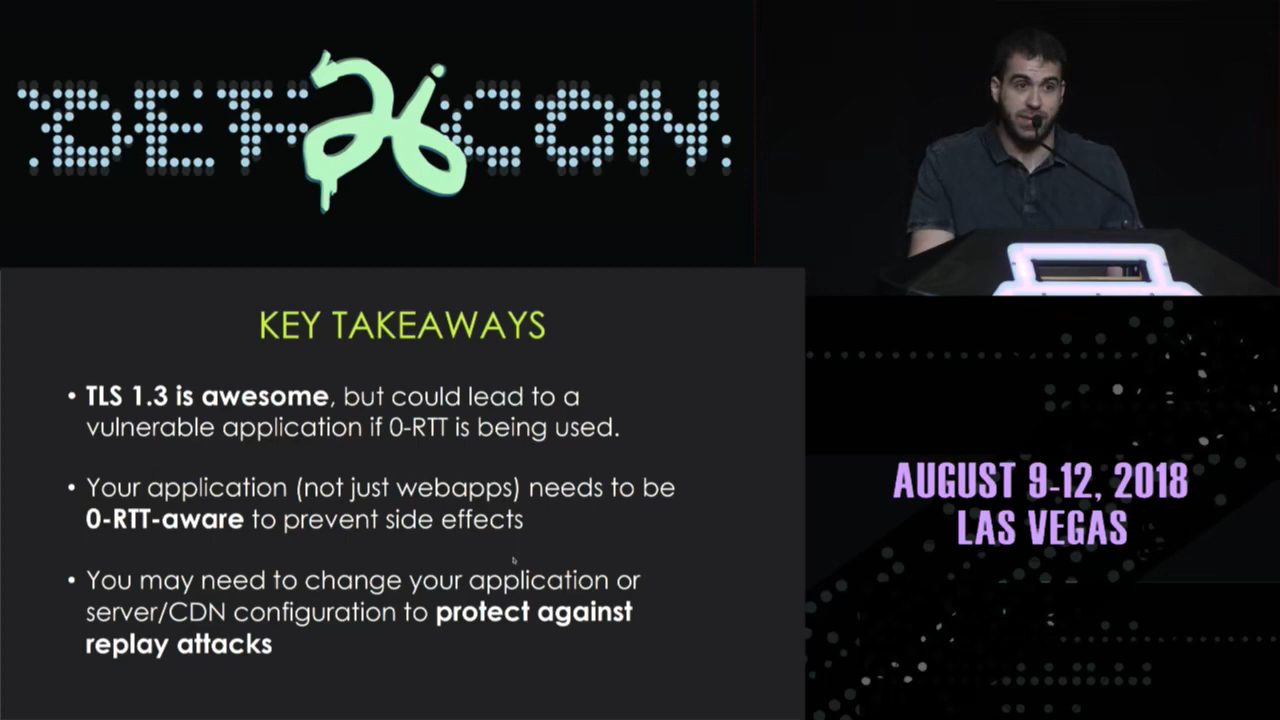 DEF CON
26
KEY TAKEAWAYS
• TLS 1.3 is awesome, but could lead to a
vulnerable application if 0-RTT is being used.
• Your application (not just webapps) needs to be
0-RTT-aware to prevent side effects
• You may need to change your application or
server/CDN configuration to protect against
replay attacks
AUGUST 9-12, 2018
LAS VEGAS